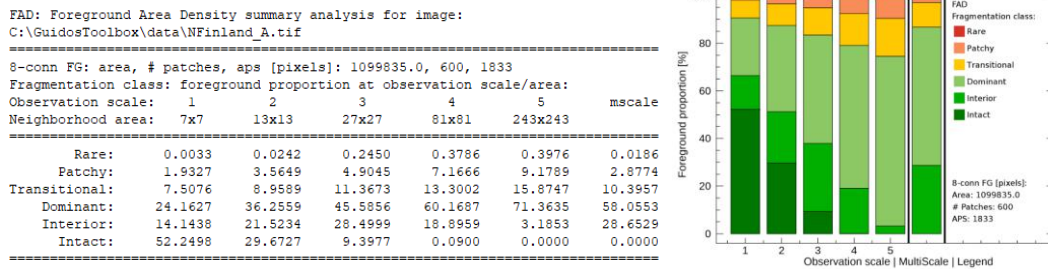 FAD: Foreground Area Density summary analysis for image:
C:\GuidosToolbox\data\NFinland_A.tif
8-conn FG: area, # patches, aps [pixels]: 1099835.0, 600, 1833
Fragmentation class: foreground proportion at observation scale/area:
Observation scale: 1 2 3 4 5 mscale
Neighborhood area: 7x7 13x13 27x27 81x81 243x243
Rare: 0.0033 0.0242 0.2450 0.3786 0.3976 0.0186
Patchy: 1.9327 3.5649 4.9045 7.1666 9.1789 2.8774
Transitional: 7.5076 8.9589 11.3673 13.3002 15.8747 10.3957
Dominant: 24.1627 36.2559 45.5856 60.1687 71.3635 58.0553
Interior: 14.1438 21.5234 28.4999 18.8959 3.1853 28.6529
Intact: 52.2498 29.6727 9.3977 0.0900 0.0000 0.0000
Foreground proportion [%]
80
60
40
20
0
1 2 3 4 5
Observation scale | MultiScale | Legend
FAD
Fragmentation class:
Rare
Patchy
Transitional
Dominant
Interior
Intact
8-conn FG [pixels]:
Area: 1099835.0
# Patches: 600
APS: 1833